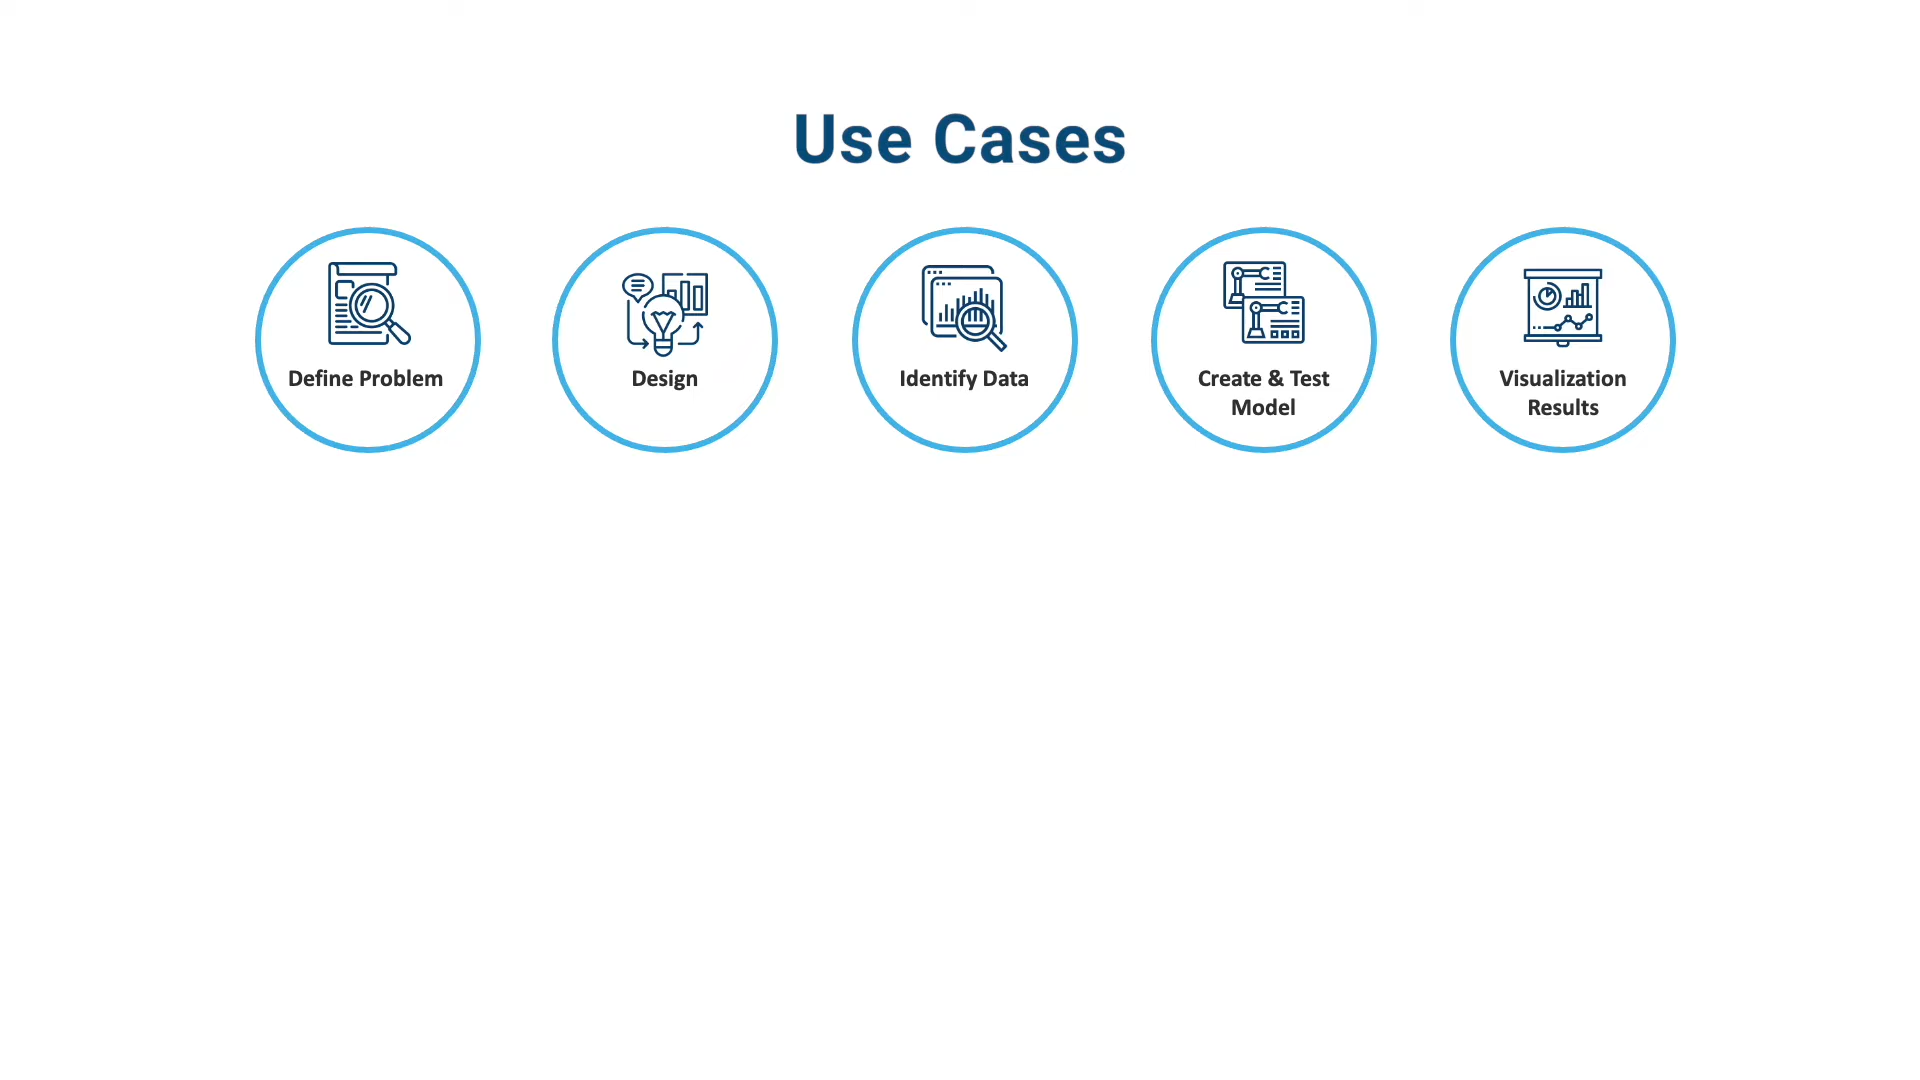 Use Cases
Define Problem
Design
Identify Data
Create & Test
Model
Visualization
Results